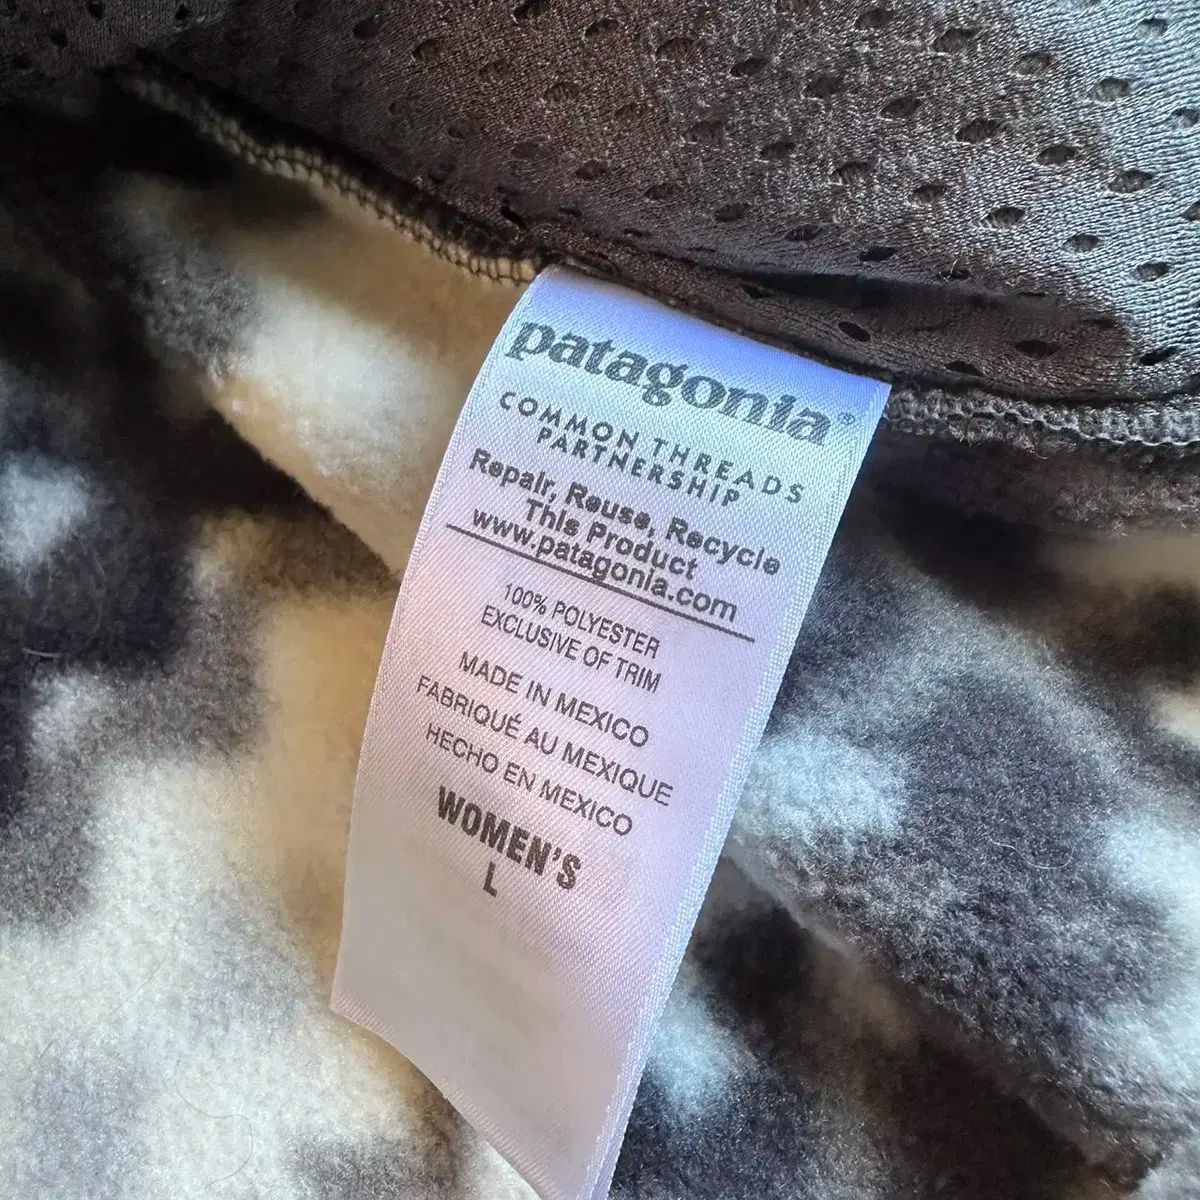 patagonia®
COMMON THREADS
PARTNERSHIP
Repair, Reuse, Recycle
This Product
www.patagonia.com
100% POLYESTER
EXCLUSIVE OF TRIM
MADE IN MEXICO
FABRIQUÉ AU MEXIQUE
HECHO EN MEXICO
WOMEN'S
L